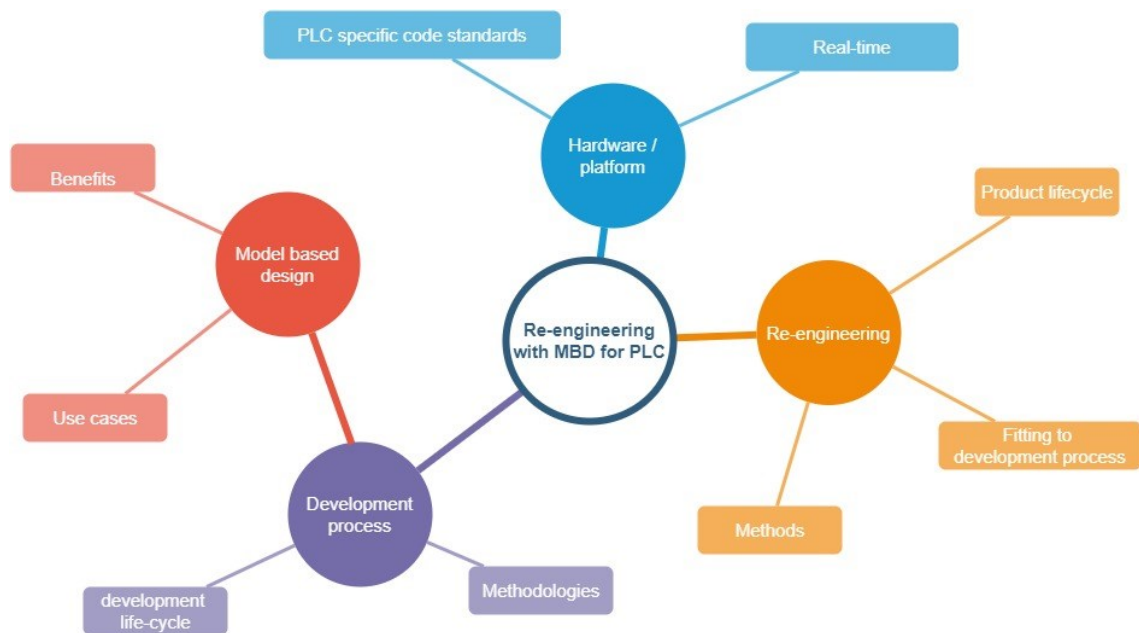 PLC specific code standards
Real-time
Hardware /
platform
Benefits
Product lifecycle
Model based
design
Re-engineering
with MBD for PLC
Re-engineering
Use cases
Fitting to
development process
Development
process
Methods
development
life-cycle
Methodologies